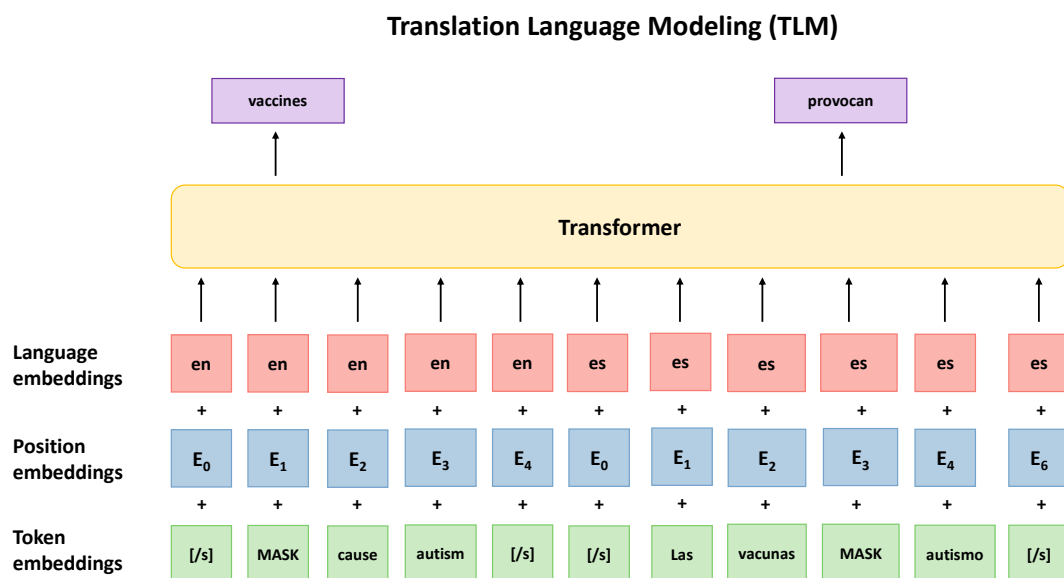 Translation Language Modeling (TLM)
vaccines provocan
Transformer
Language embeddings
en en en en en es es es es es es
+ + + + + + + + + + +
Position embeddings
E0 E1 E2 E3 E4 E0 E1 E2 E3 E4 E6
+ + + + + + + + + + +
Token embeddings
[/s] MASK cause autism [/s] [/s] Las vacunas MASK autismo [/s]